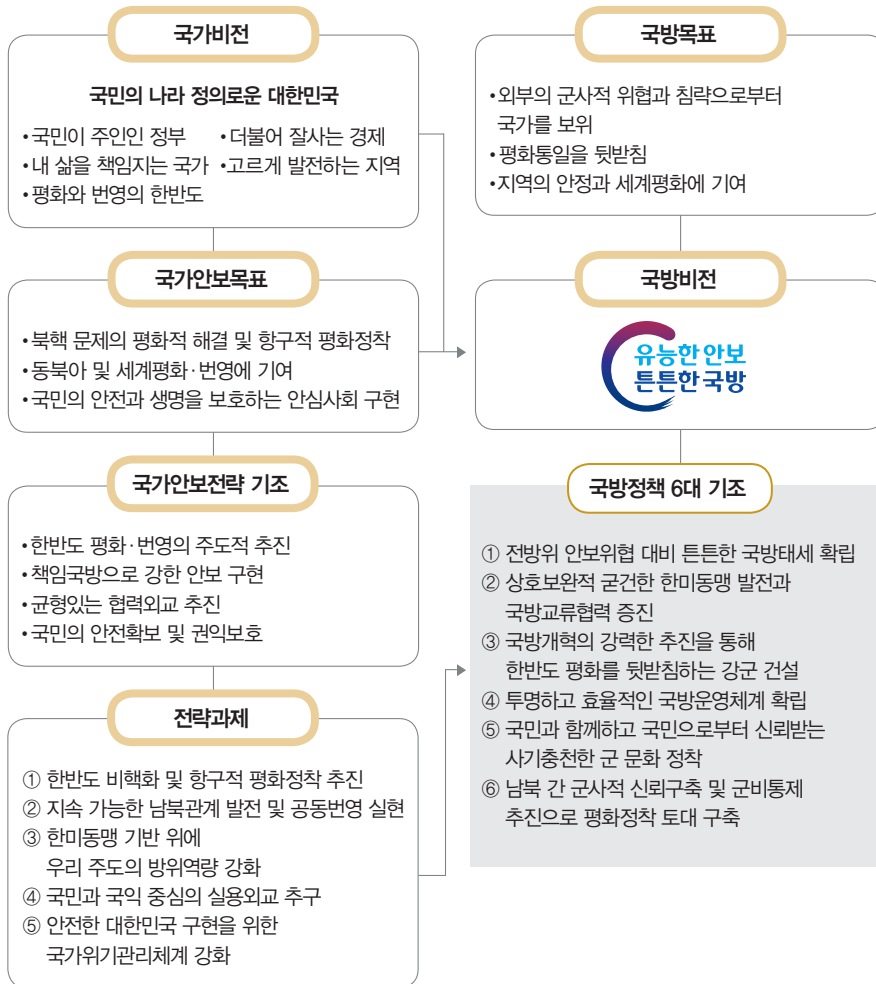 국가비전
국민의 나라 정의로운 대한민국
•국민이 주인인 정부 •더불어 잘사는 경제
•내 삶을 책임지는 국가 •고르게 발전하는 지역
•평화와 번영의 한반도
국가안보목표
•북핵 문제의 평화적 해결 및 항구적 평화정착
•동북아 및 세계평화·번영에 기여
•국민의 안전과 생명을 보호하는 안심사회 구현
국가안보전략 기조
•한반도 평화·번영의 주도적 추진
•책임국방으로 강한 안보 구현
•균형있는 협력외교 추진
•국민의 안전확보 및 권익보호
전략과제
① 한반도 비핵화 및 항구적 평화정착 추진
② 지속 가능한 남북관계 발전 및 공동번영 실현
③ 한미동맹 기반 위에
우리 주도의 방위역량 강화
④ 국민과 국익 중심의 실용외교 추구
⑤ 안전한 대한민국 구현을 위한
국가위기관리체계 강화
국방목표
•외부의 군사적 위협과 침략으로부터
국가를 보위
•평화통일을 뒷받침
•지역의 안정과 세계평화에 기여
국방비전
유능한 안보
튼튼한 국방
국방정책 6대 기조
① 전방위 안보위협 대비 튼튼한 국방태세 확립
② 상호보완적 굳건한 한미동맹 발전과
국방교류협력 증진
③ 국방개혁의 강력한 추진을 통해
한반도 평화를 뒷받침하는 강군 건설
④ 투명하고 효율적인 국방운영체계 확립
⑤ 국민과 함께하고 국민으로부터 신뢰받는
사기충천한 군 문화 정착
⑥ 남북 간 군사적 신뢰구축 및 군비통제
추진으로 평화정착 토대 구축